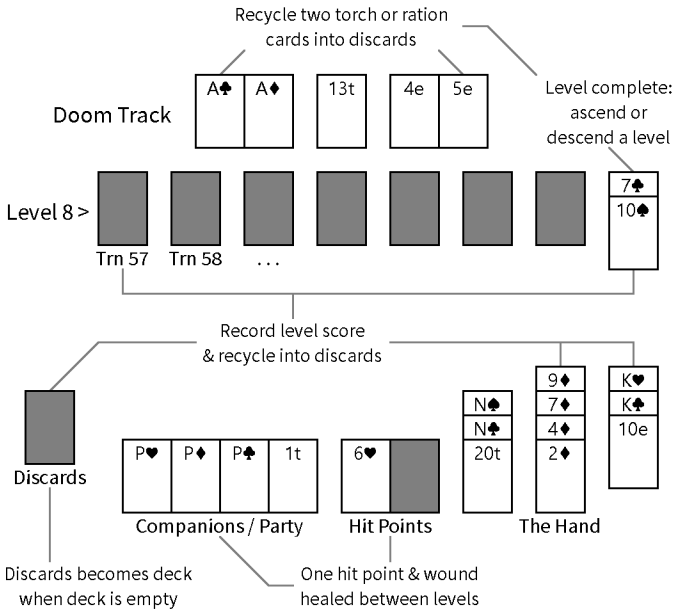 Recycle two torch or ration
cards into discards
Level complete:
ascend or
descend a level
Doom Track
A♣ A♦ 13t 4e 5e
Level 8 >
7♣
10♠
Trn 57 Trn 58 ...
Record level score
& recycle into discards
Discards
P♥ P♦ P♣ 1t
Companions / Party
6♥
Hit Points
N♠
N♣
20t
9♦
7♦
4♦
2♦
K♥
K♣
10e
The Hand
Discards becomes deck
when deck is empty
One hit point & wound
healed between levels